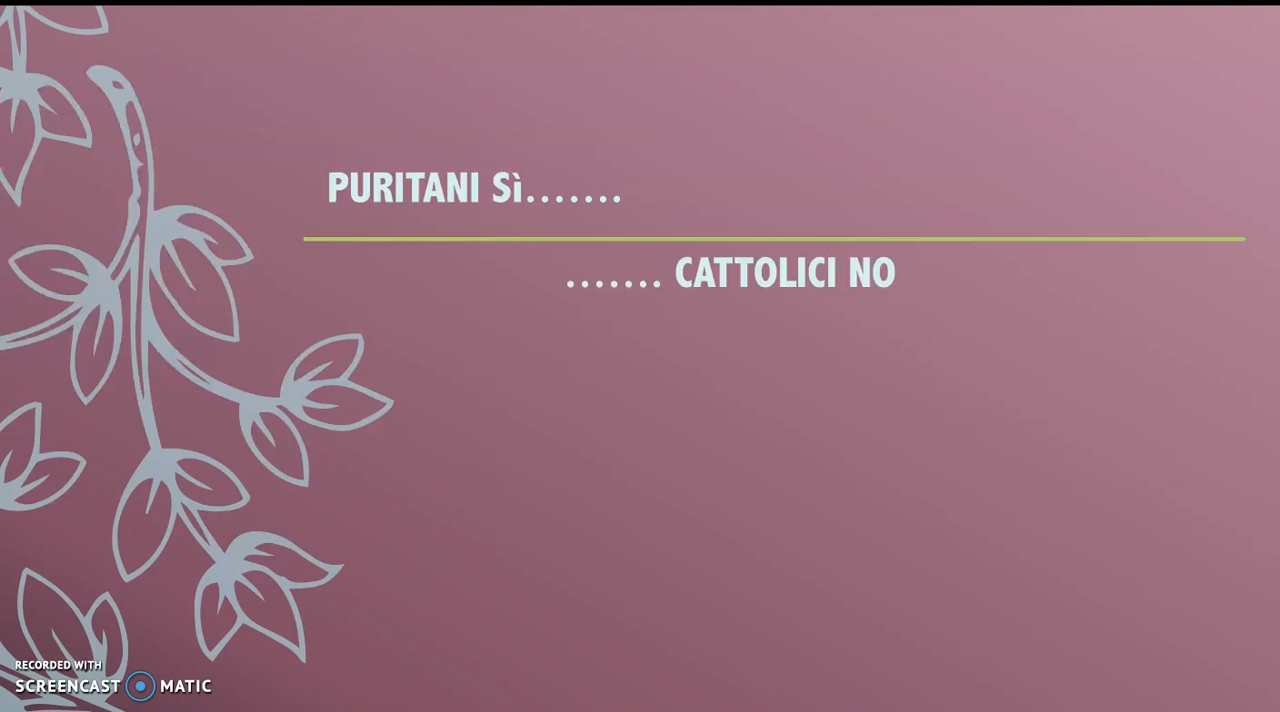 PURITANI Sì.......
....... CATTOLICI NO
RECORDED WITH
SCREENCAST MATIC